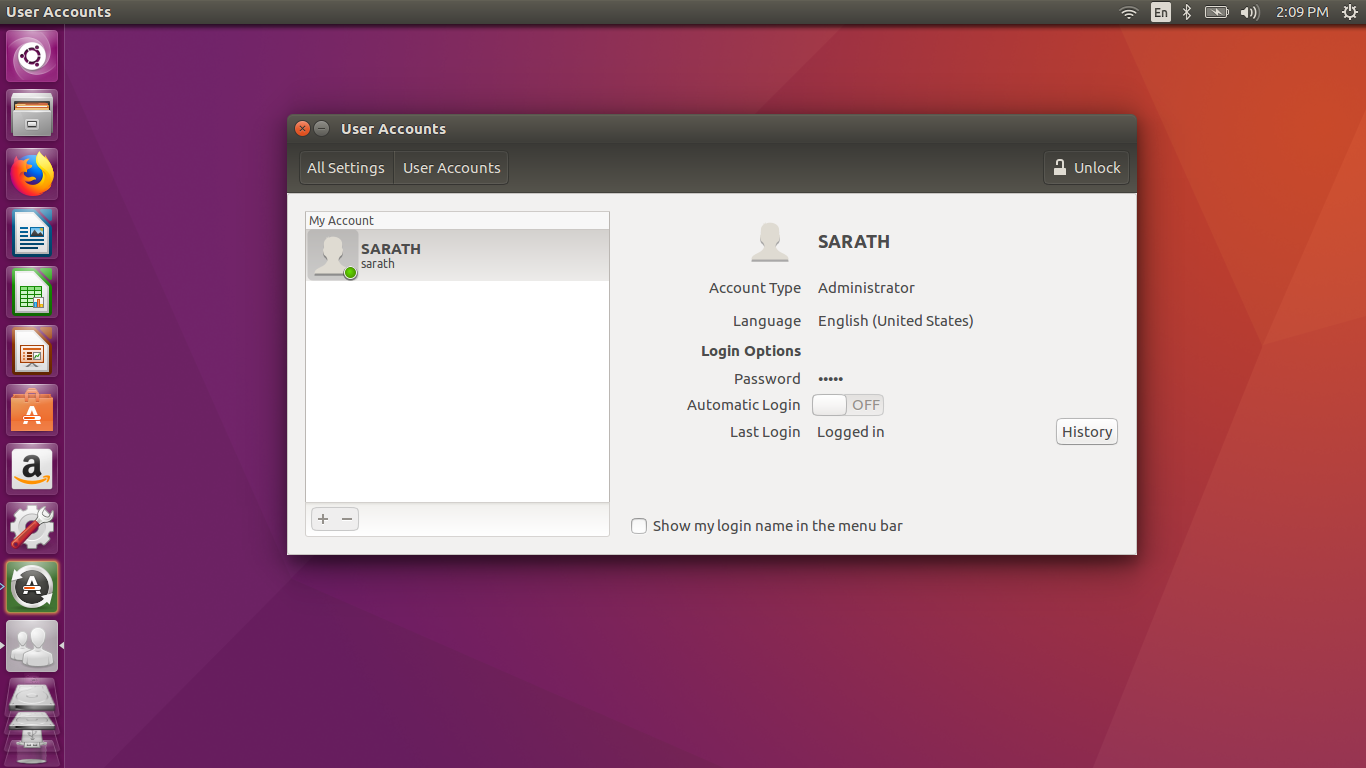 User Accounts
En
2:09 PM
User Accounts
All Settings
User Accounts
Unlock
My Account
SARATH
sarath
SARATH
Account Type
Administrator
Language
English (United States)
Login Options
Password
•••••
Automatic Login
OFF
Last Login
Logged in
History
Show my login name in the menu bar
a